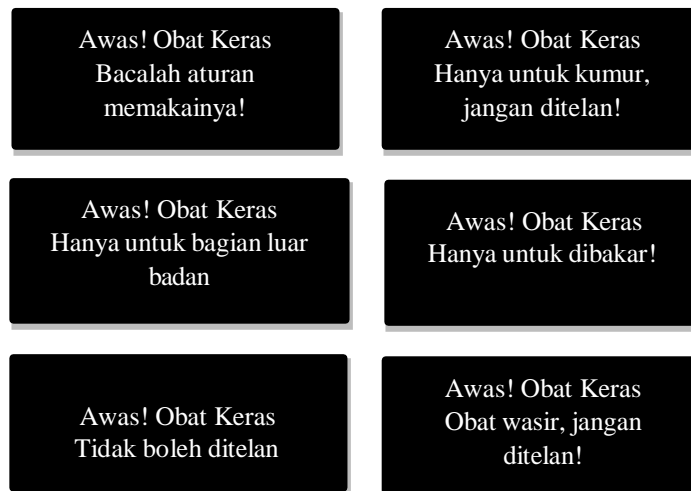 Awas! Obat Keras
Bacalah aturan
memakainya!
Awas! Obat Keras
Hanya untuk kumur,
jangan ditelan!
Awas! Obat Keras
Hanya untuk bagian luar
badan
Awas! Obat Keras
Hanya untuk dibakar!
Awas! Obat Keras
Tidak boleh ditelan
Awas! Obat Keras
Obat wasir, jangan
ditelan!